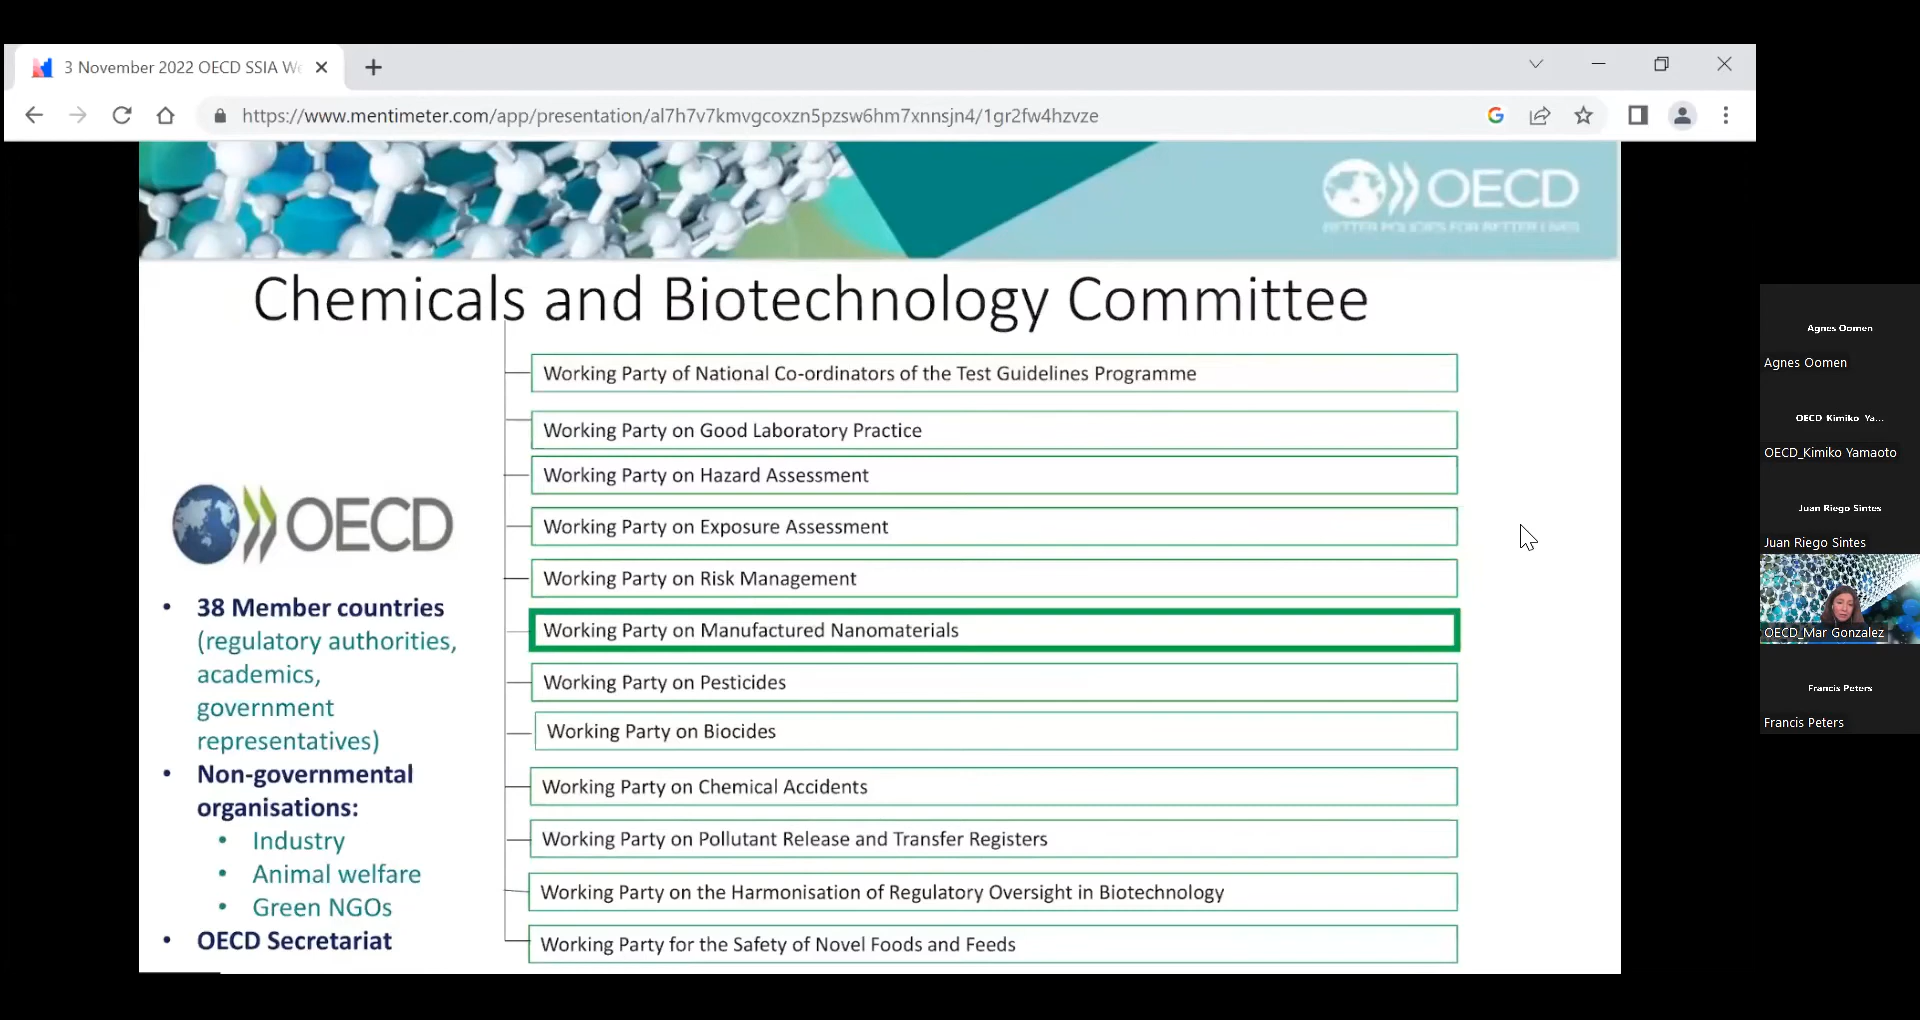 3 November 2022 OECD SSIA We
https://www.mentimeter.com/app/presentation/al7h7v7kmvgcoxzn5pzsw6hm7xnnsjn4/1gr2fw4hzvze
OECD
BETTER POLICIES FOR BETTER LIVES
Chemicals and Biotechnology Committee
Working Party of National Co-ordinators of the Test Guidelines Programme
Working Party on Good Laboratory Practice
Working Party on Hazard Assessment
Working Party on Exposure Assessment
Working Party on Risk Management
Working Party on Manufactured Nanomaterials
Working Party on Pesticides
Working Party on Biocides
Working Party on Chemical Accidents
Working Party on Pollutant Release and Transfer Registers
Working Party on the Harmonisation of Regulatory Oversight in Biotechnology
Working Party for the Safety of Novel Foods and Feeds
OECD
• 38 Member countries
(regulatory authorities,
academics,
government
representatives)
• Non-governmental
organisations:
• Industry
• Animal welfare
• Green NGOs
• OECD Secretariat
Agnes Oomen
Agnes Oomen
OECD_Kimiko Ya...
OECD_Kimiko Yamaoto
Juan Riego Sintes
Juan Riego Sintes
OECD_Mar Gonzalez
Francis Peters
Francis Peters